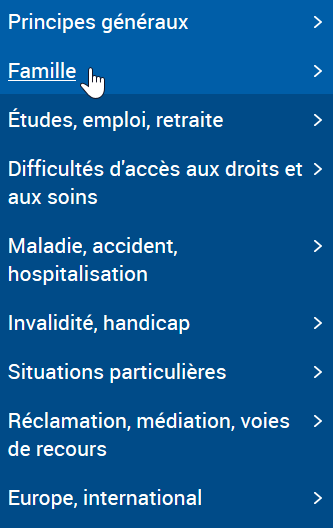 Principes généraux
Famille
Études, emploi, retraite
Difficultés d'accès aux droits et
aux soins
Maladie, accident,
hospitalisation
Invalidité, handicap
Situations particulières
Réclamation, médiation, voies
de recours
Europe, international